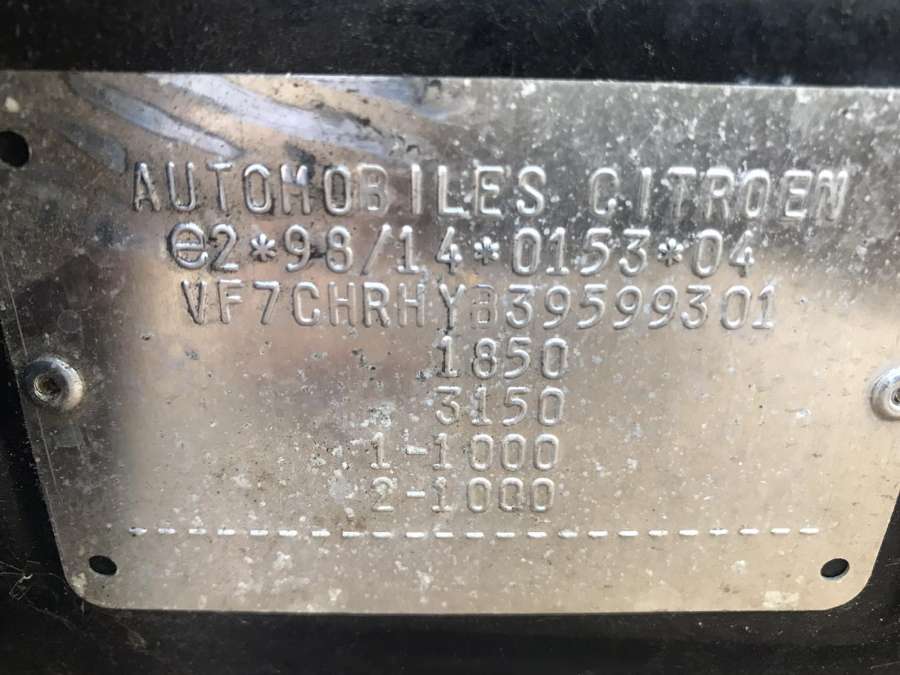 AUTOMOBILES CITROEN
e2*98/14*0153*04
VF7CHRHYB39599301
1850
3150
1-1000
2-1000